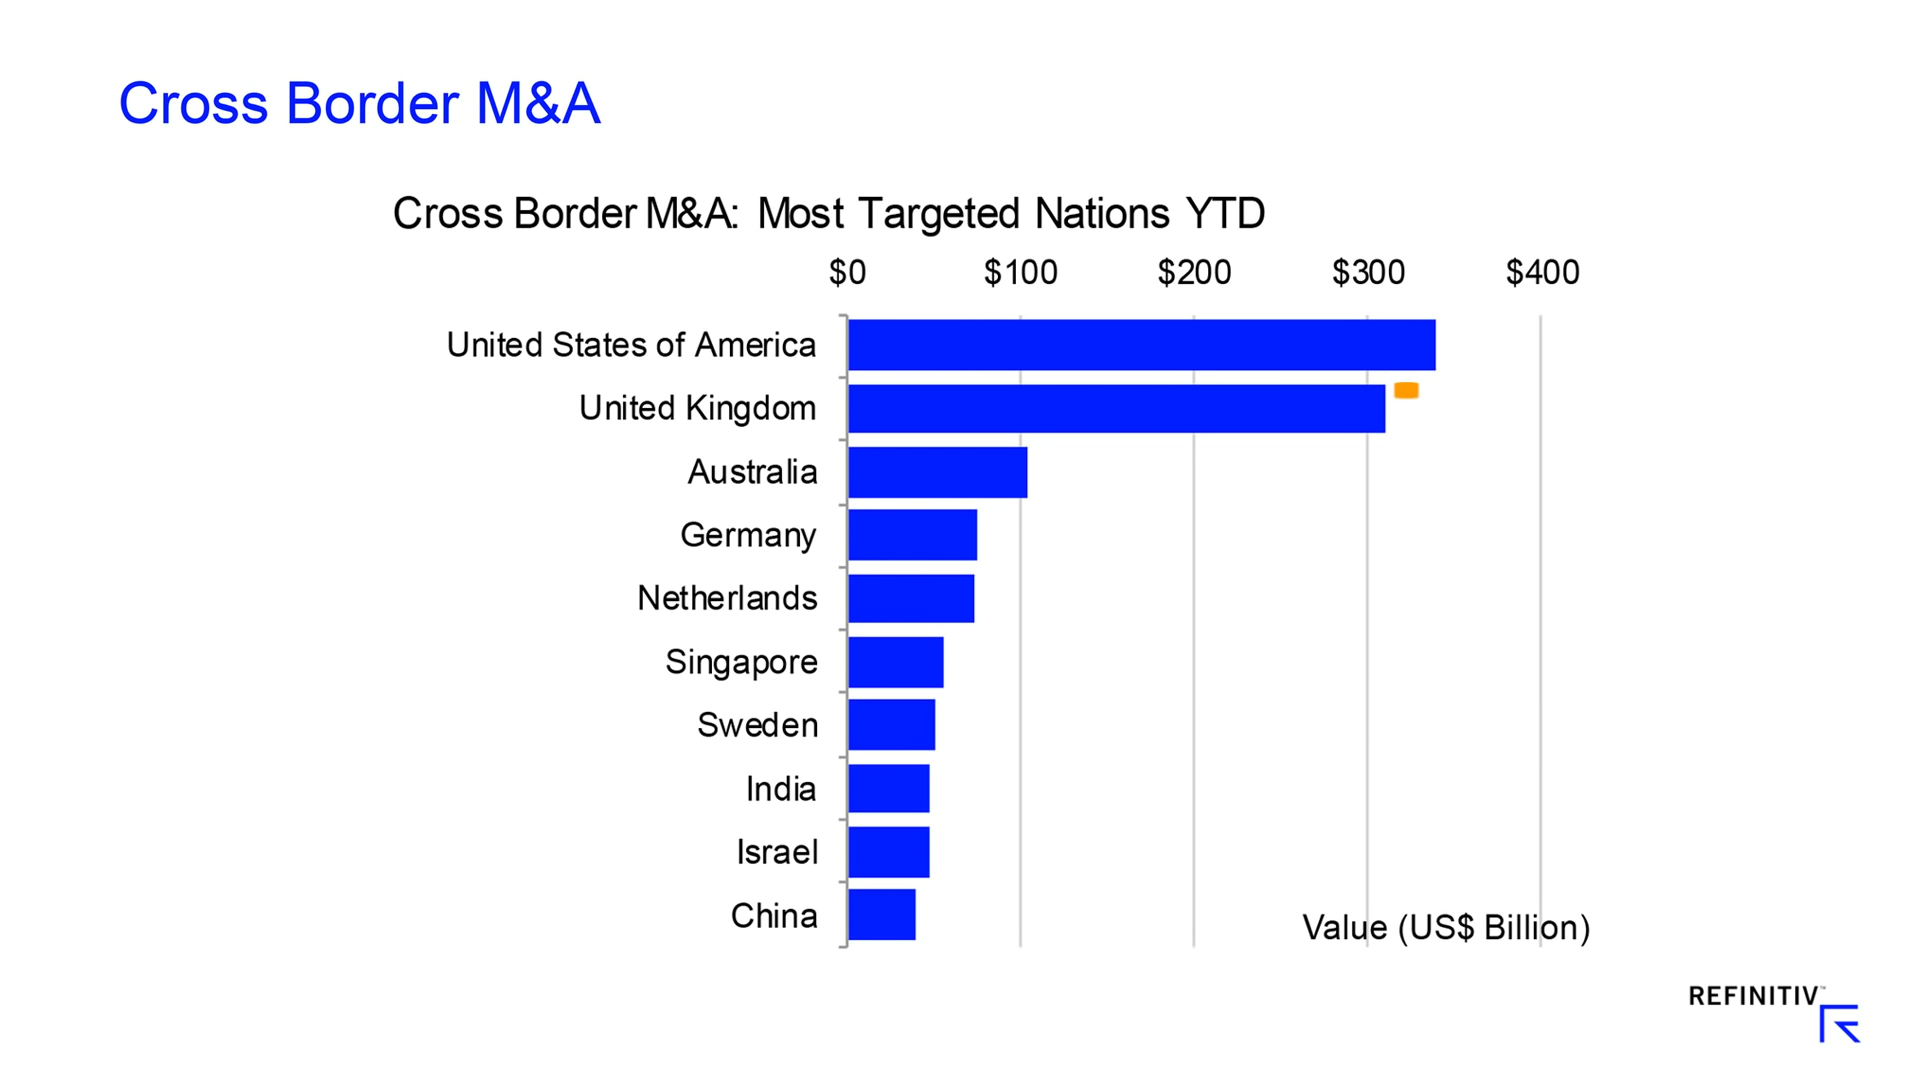 Cross Border M&A
Cross Border M&A: Most Targeted Nations YTD
$0 $100 $200 $300 $400
United States of America
United Kingdom
Australia
Germany
Netherlands
Singapore
Sweden
India
Israel
China
Value (US$ Billion)
REFINITIV™